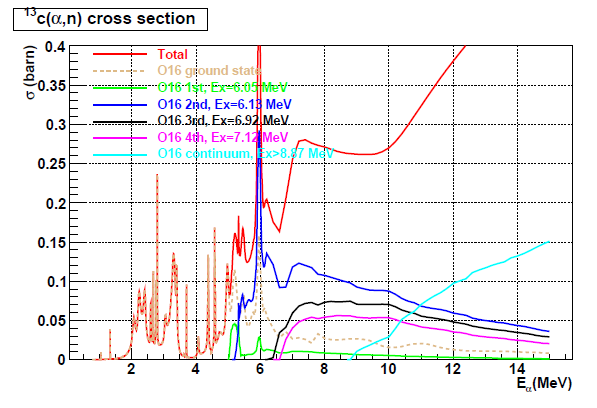 ¹³c(α,n) cross section
σ (barn)
0.4
0.35
0.3
0.25
0.2
0.15
0.1
0.05
0
Total
O16 ground state
O16 1st, Ex=6.05 MeV
O16 2nd, Ex=6.13 MeV
O16 3rd, Ex=6.92 MeV
O16 4th, Ex=7.12 MeV
O16 continuum, Ex>8.87 MeV
2 4 6 8 10 12 14
Eα(MeV)